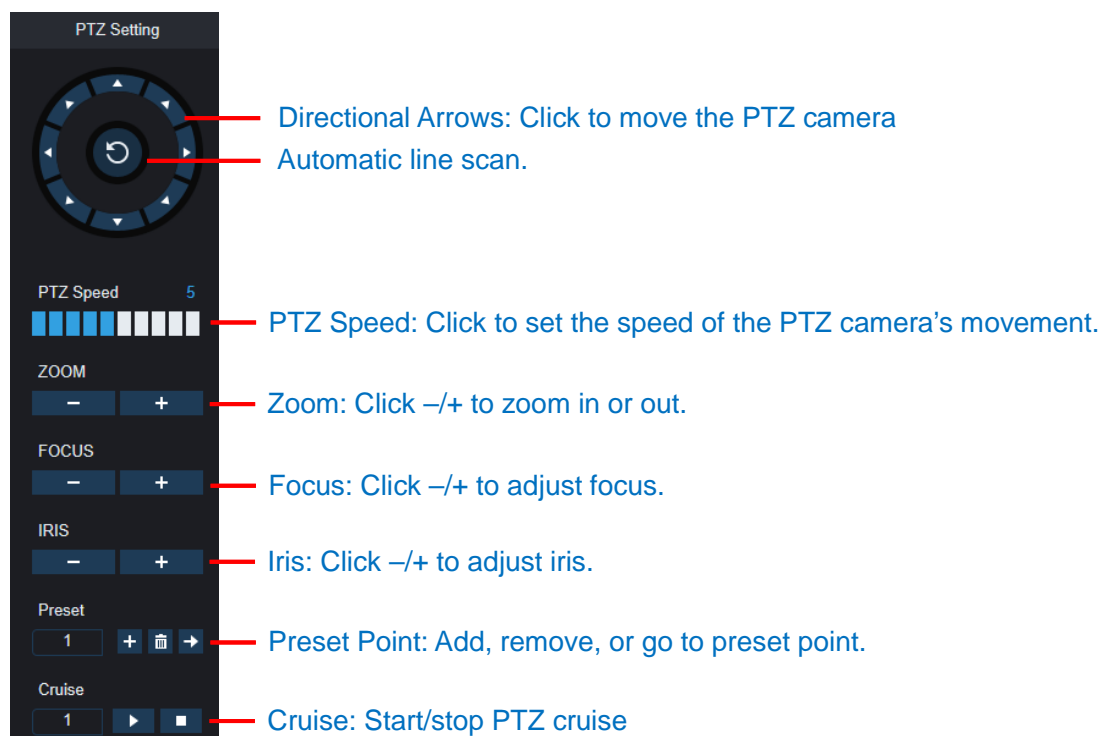 PTZ Setting
Directional Arrows: Click to move the PTZ camera
Automatic line scan.
PTZ Speed 5
PTZ Speed: Click to set the speed of the PTZ camera’s movement.
ZOOM
– +
Zoom: Click –/+ to zoom in or out.
FOCUS
– +
Focus: Click –/+ to adjust focus.
IRIS
– +
Iris: Click –/+ to adjust iris.
Preset
1 +
Preset Point: Add, remove, or go to preset point.
Cruise
1
Cruise: Start/stop PTZ cruise